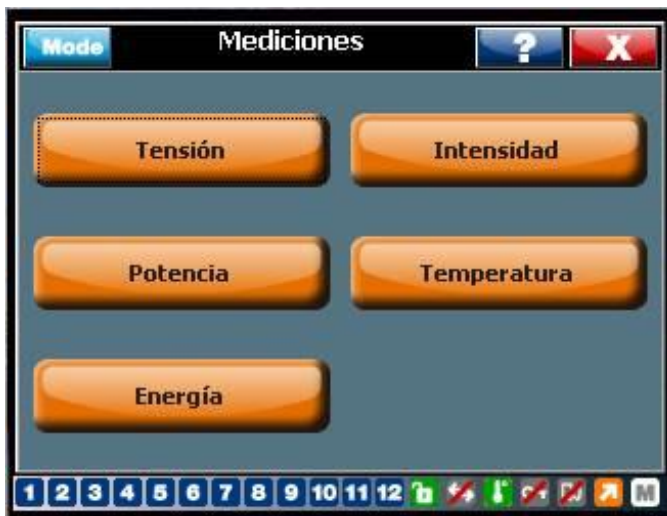 Mode Mediciones ? X
Tensión Intensidad
Potencia Temperatura
Energía
1 2 3 4 5 6 7 8 9 10 11 12 M